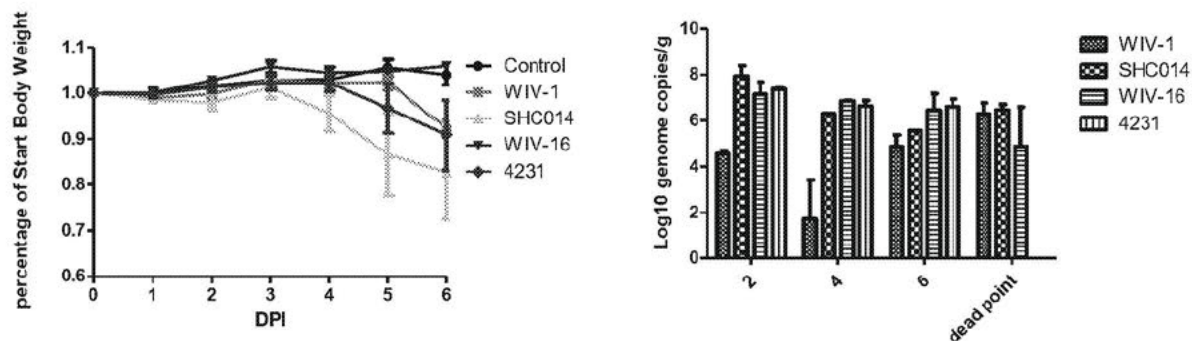 percentage of Start Body Weight
1.1
1.0
0.9
0.8
0.7
0.6
0 1 2 3 4 5 6
DPI
Control
WIV-1
SHC014
WIV-16
4231
Log10 genome copies/g
10
8
6
4
2
0
2 4 6 dead point
WIV-1
SHC014
WIV-16
4231